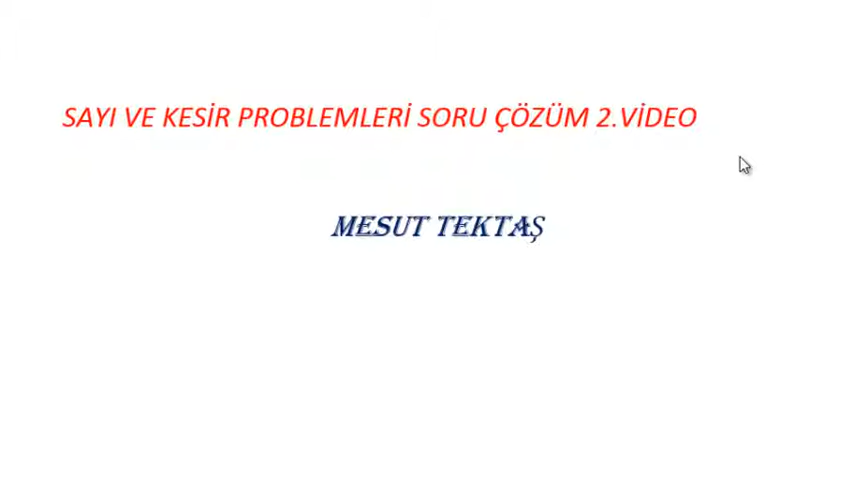 SAYI VE KESİR PROBLEMLERİ SORU ÇÖZÜM 2.VİDEO
MESUT TEKTAŞ